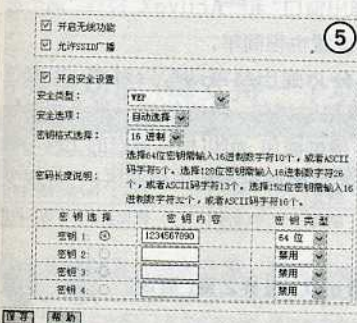 开启无线功能
允许SSID广播
⑤
开启安全设置
安全类型: WEP
安全选项: 自动选择
密钥格式选择: 16 进制
密码长度说明: 选择64位密钥需输入16进制数字符10个,或者ASCII
码字符5个。选择128位密钥需输入16进制数字符26
个,或者ASCII码字符13个。选择152位密钥需输入16
进制数字符32个,或者ASCII码字符16个。
密钥选择 密钥内容 密钥类型
密钥 1: 1234567890 64 位
密钥 2: 禁用
密钥 3: 禁用
密钥 4: 禁用
保存 帮助